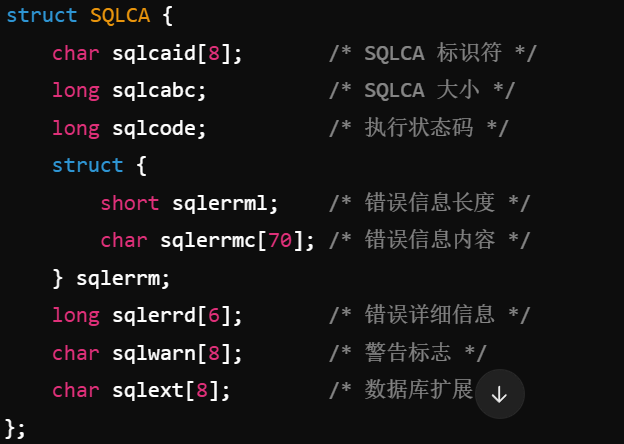 struct SQLCA {
    char sqlcaid[8];        /* SQLCA 标识符 */
    long sqlcabc;           /* SQLCA 大小 */
    long sqlcode;           /* 执行状态码 */
    struct {
        short sqlerrml;     /* 错误信息长度 */
        char sqlerrmc[70];  /* 错误信息内容 */
    } sqlerrm;
    long sqlerrd[6];        /* 错误详细信息 */
    char sqlwarn[8];        /* 警告标志 */
    char sqlext[8];         /* 数据库扩展
};